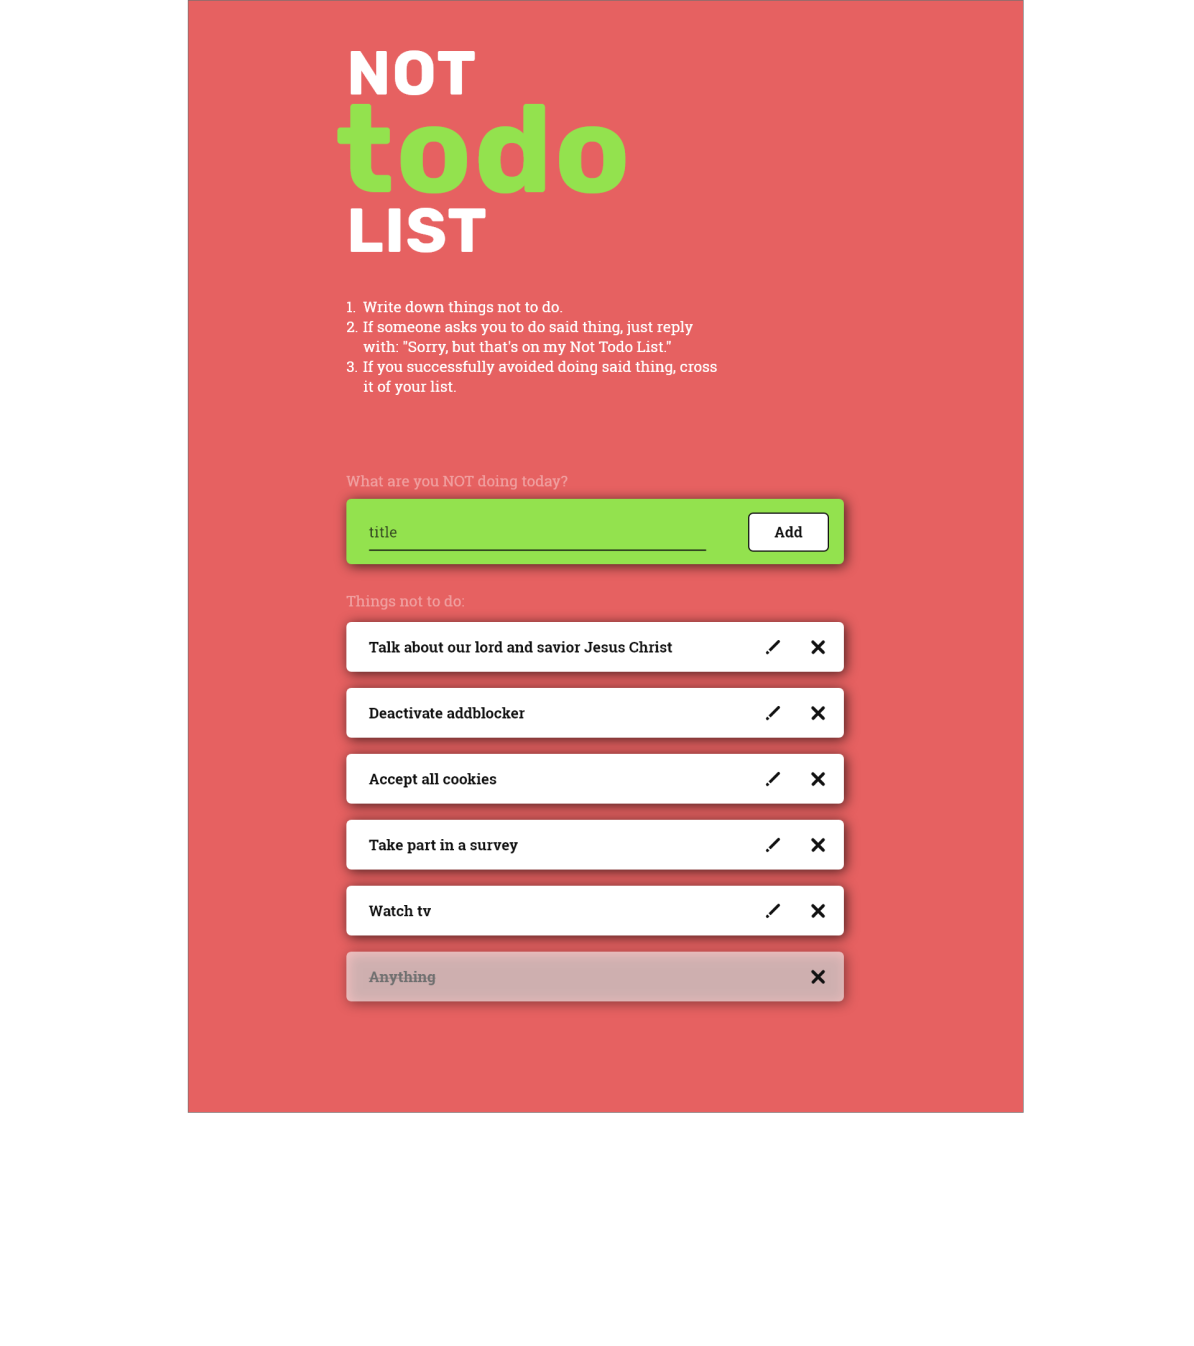 NOT
todo
LIST
1. Write down things not to do.
2. If someone asks you to do said thing, just reply
with: "Sorry, but that's on my Not Todo List."
3. If you successfully avoided doing said thing, cross
it of your list.
What are you NOT doing today?
title
Add
Things not to do:
Talk about our lord and savior Jesus Christ
Deactivate addblocker
Accept all cookies
Take part in a survey
Watch tv
Anything